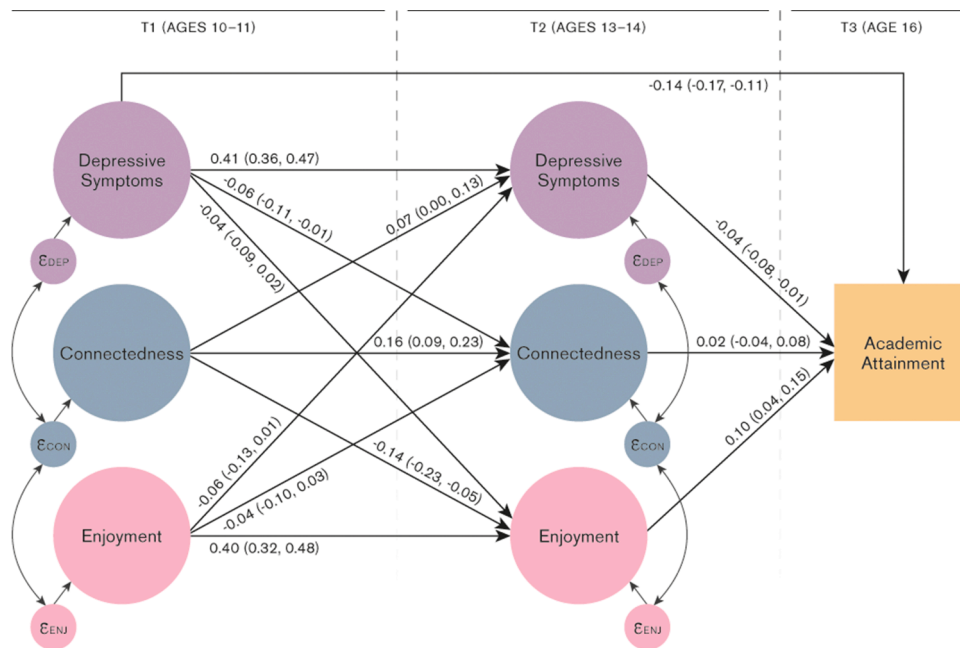 T1 (AGES 10–11)
T2 (AGES 13–14)
T3 (AGE 16)
-0.14 (-0.17, -0.11)
Depressive
Symptoms
0.41 (0.36, 0.47)
-0.06 (-0.11, -0.01)
-0.04 (-0.09, 0.02)
0.07 (0.00, 0.13)
Depressive
Symptoms
-0.04 (-0.08, -0.01)
εDEP
εDEP
Connectedness
0.16 (0.09, 0.23)
Connectedness
0.02 (-0.04, 0.08)
Academic
Attainment
εCON
εCON
-0.06 (-0.13, 0.01)
-0.04 (-0.10, 0.03)
-0.14 (-0.23, -0.05)
0.10 (0.04, 0.15)
Enjoyment
0.40 (0.32, 0.48)
Enjoyment
εENJ
εENJ